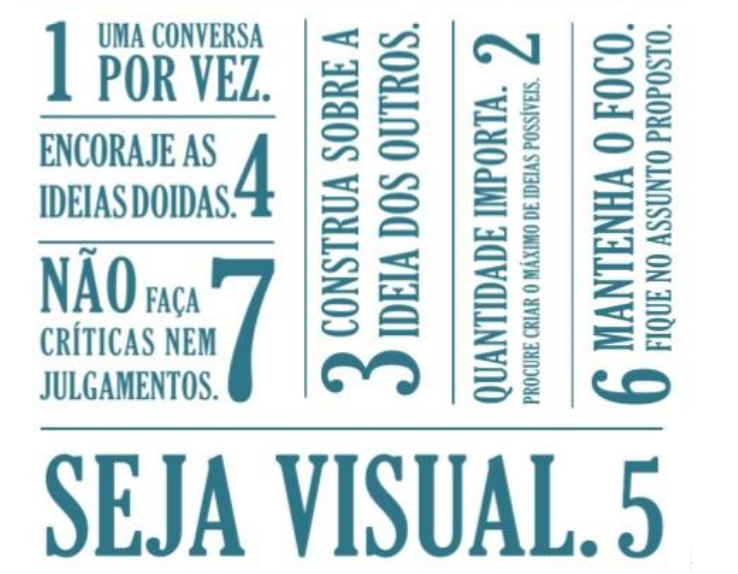 1 UMA CONVERSA
POR VEZ.
ENCORAJE AS
IDEIAS DOIDAS. 4
NÃO FAÇA 7
CRÍTICAS NEM
JULGAMENTOS.
3 CONSTRUA SOBRE A
IDEIA DOS OUTROS.
QUANTIDADE IMPORTA. 2
PROCURE CRIAR O MÁXIMO DE IDEIAS POSSÍVEIS.
6 MANTENHA O FOCO.
FIQUE NO ASSUNTO PROPOSTO.
SEJA VISUAL. 5